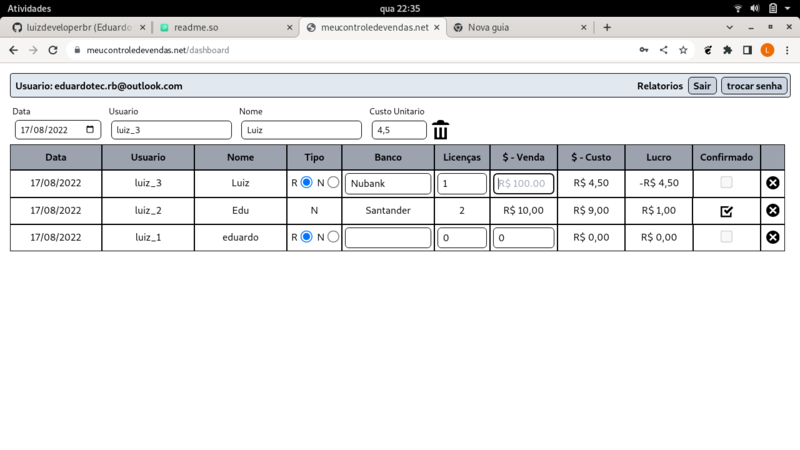 Atividades qua 22:35
luizdeveloperbr (Eduardo readme.so meucontroledevendas.net Nova guia
meucontroledevendas.net/dashboard L
Usuario: eduardotec.rb@outlook.com Relatorios Sair trocar senha
Data Usuario Nome Custo Unitario
17/08/2022 luiz_3 Luiz 4,5
Data Usuario Nome Tipo Banco Licenças $ - Venda $ - Custo Lucro Confirmado
17/08/2022 luiz_3 Luiz R N Nubank 1 R$ 100.00 R$ 4,50 -R$ 4,50
17/08/2022 luiz_2 Edu N Santander 2 R$ 10,00 R$ 9,00 R$ 1,00
17/08/2022 luiz_1 eduardo R N 0 0 R$ 0,00 R$ 0,00